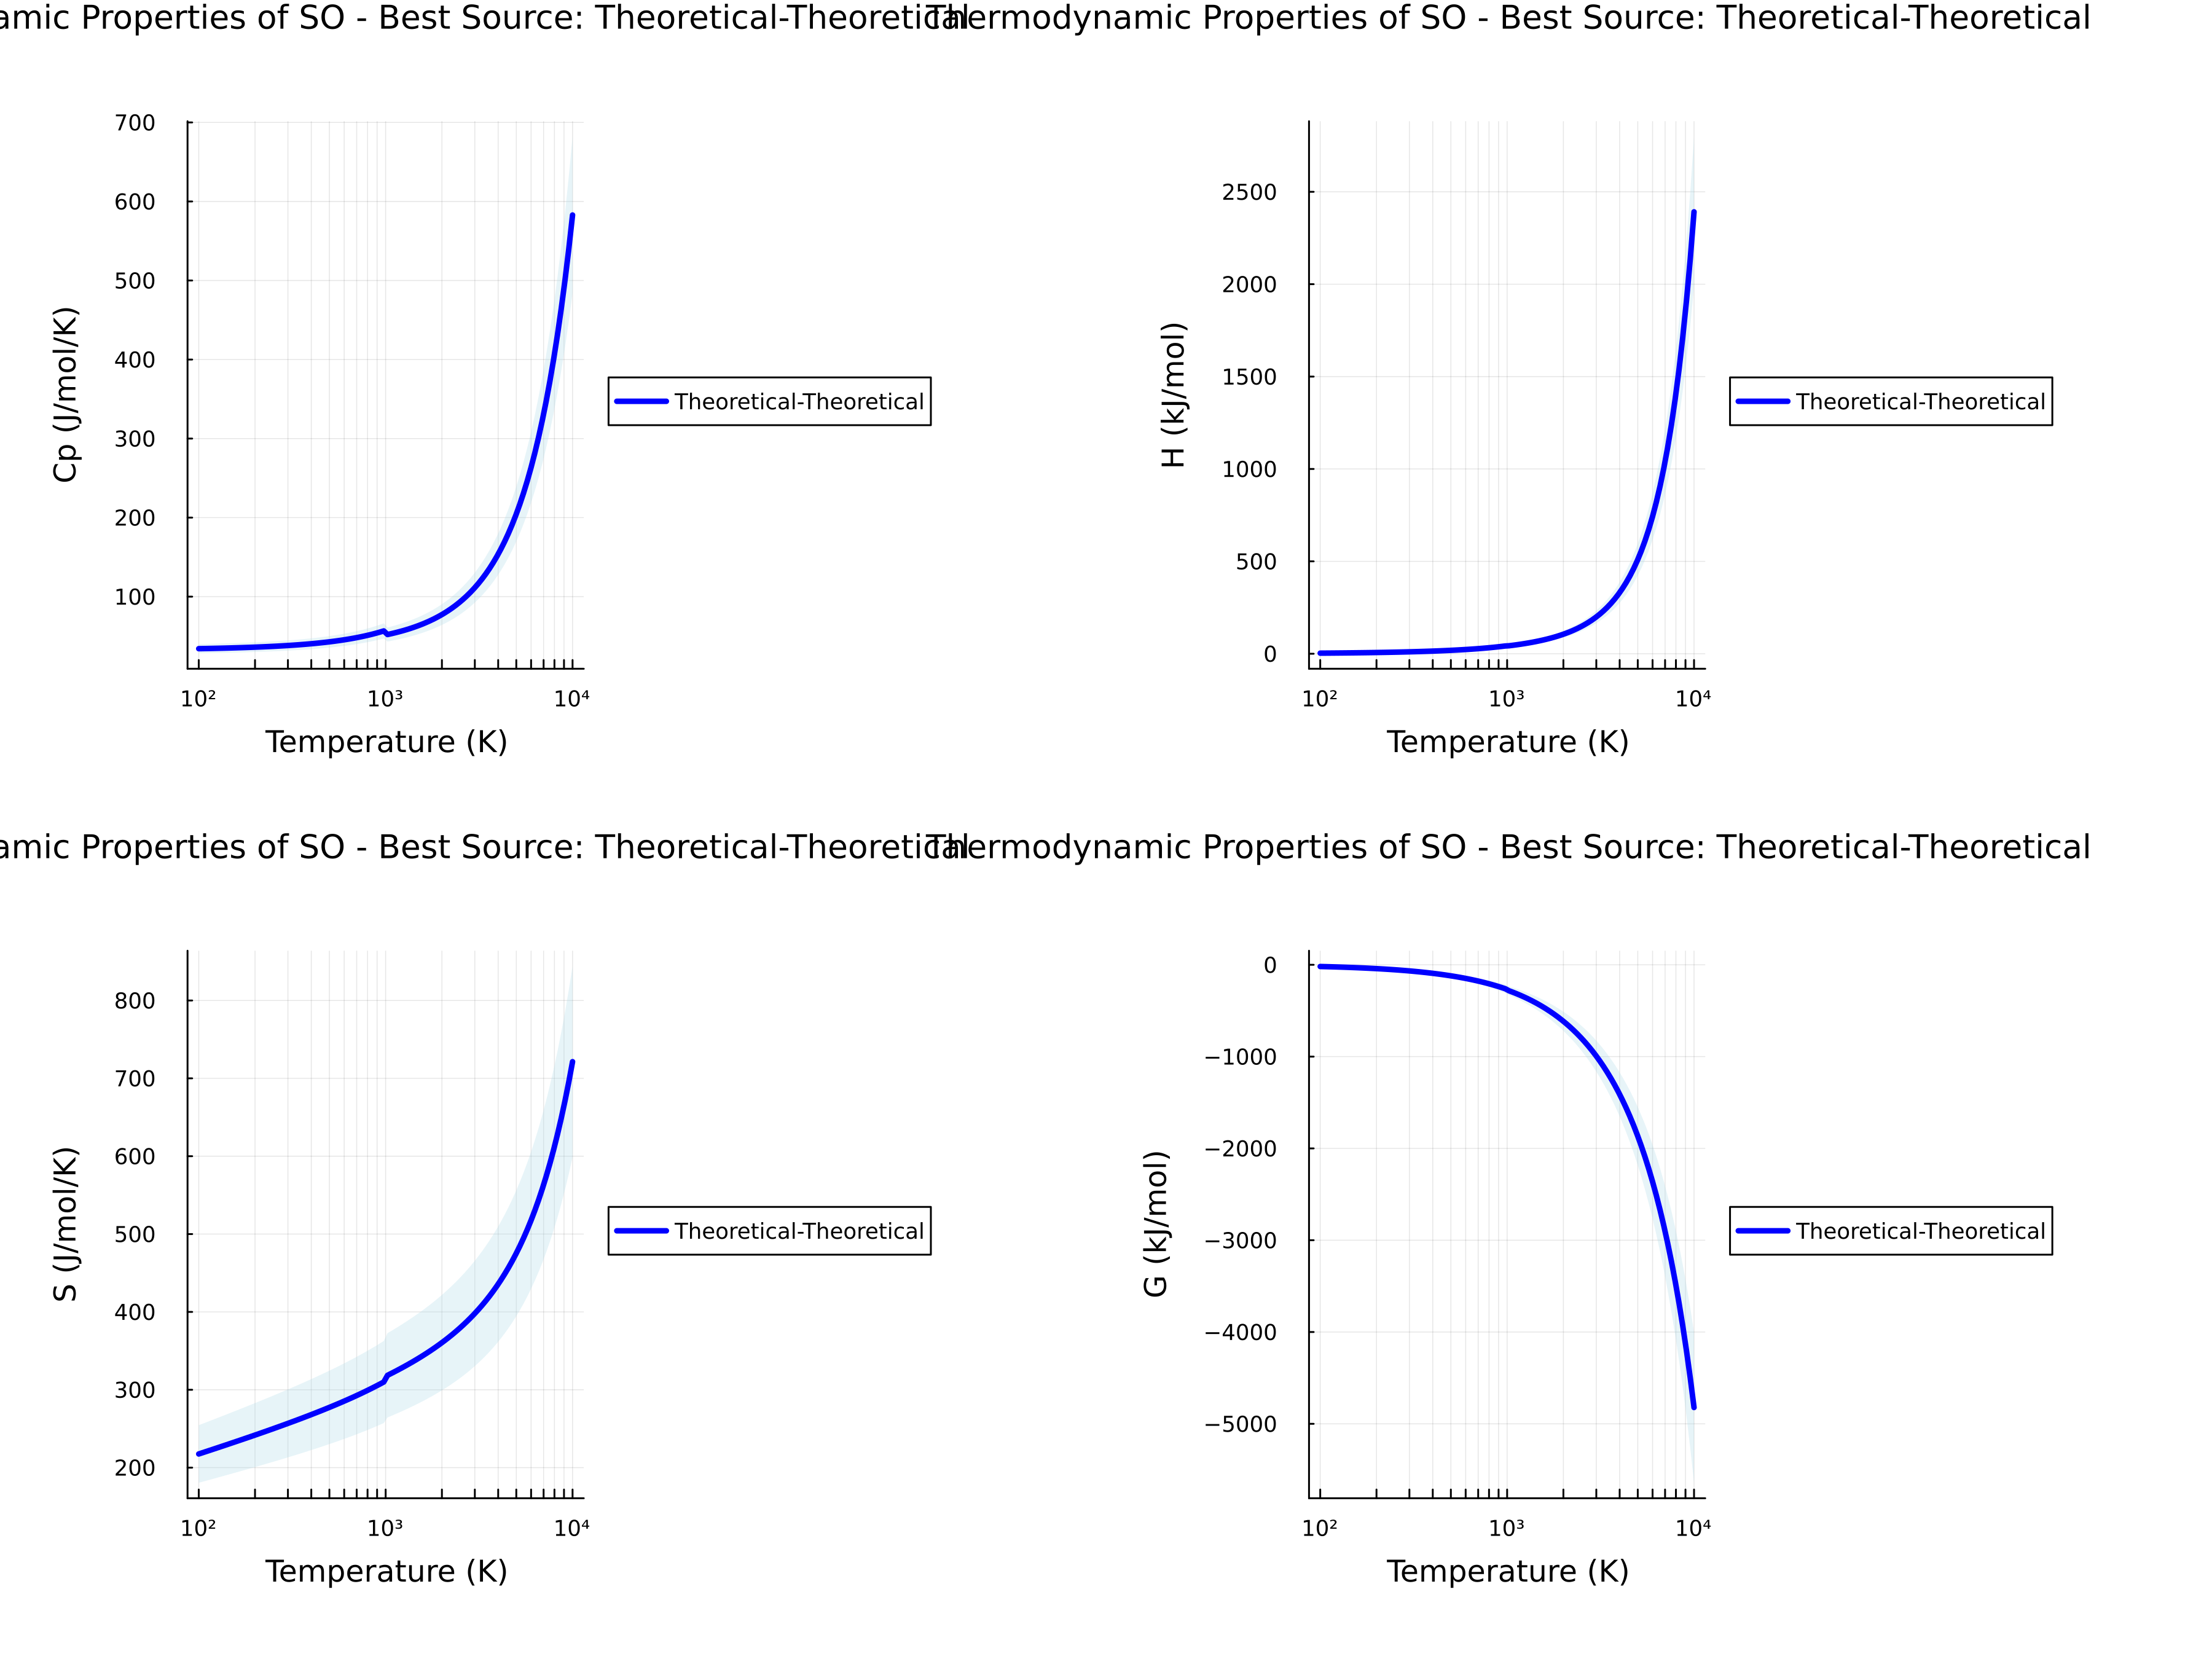 amic Properties of SO - Best Source: Theoretical-Theoretical
Thermodynamic Properties of SO - Best Source: Theoretical-Theoretical
700
600
500
400
300
200
100
Cp (J/mol/K)
10² 10³ 10⁴
Temperature (K)
Theoretical-Theoretical
2500
2000
1500
1000
500
0
H (kJ/mol)
10² 10³ 10⁴
Temperature (K)
Theoretical-Theoretical
amic Properties of SO - Best Source: Theoretical-Theoretical
Thermodynamic Properties of SO - Best Source: Theoretical-Theoretical
800
700
600
500
400
300
200
S (J/mol/K)
10² 10³ 10⁴
Temperature (K)
Theoretical-Theoretical
0
−1000
−2000
−3000
−4000
−5000
G (kJ/mol)
10² 10³ 10⁴
Temperature (K)
Theoretical-Theoretical